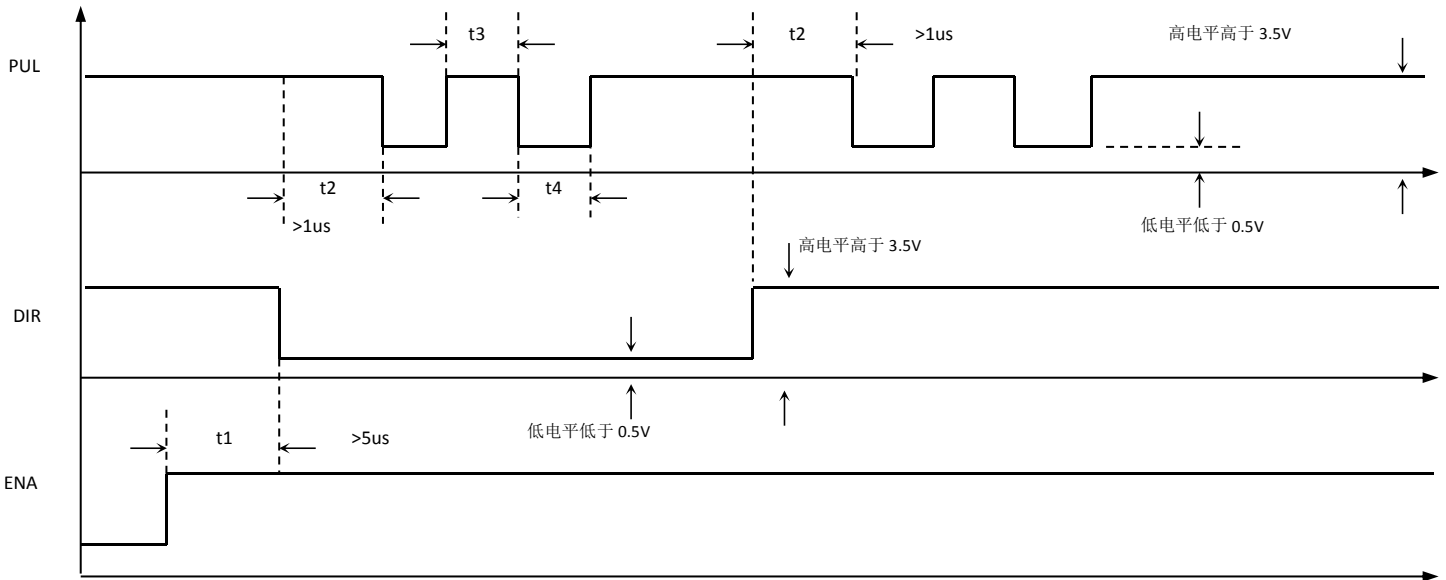 t3
t2
>1us
高电平高于 3.5V
PUL
t2
t4
>1us
低电平低于 0.5V
高电平高于 3.5V
DIR
t1
>5us
低电平低于 0.5V
ENA